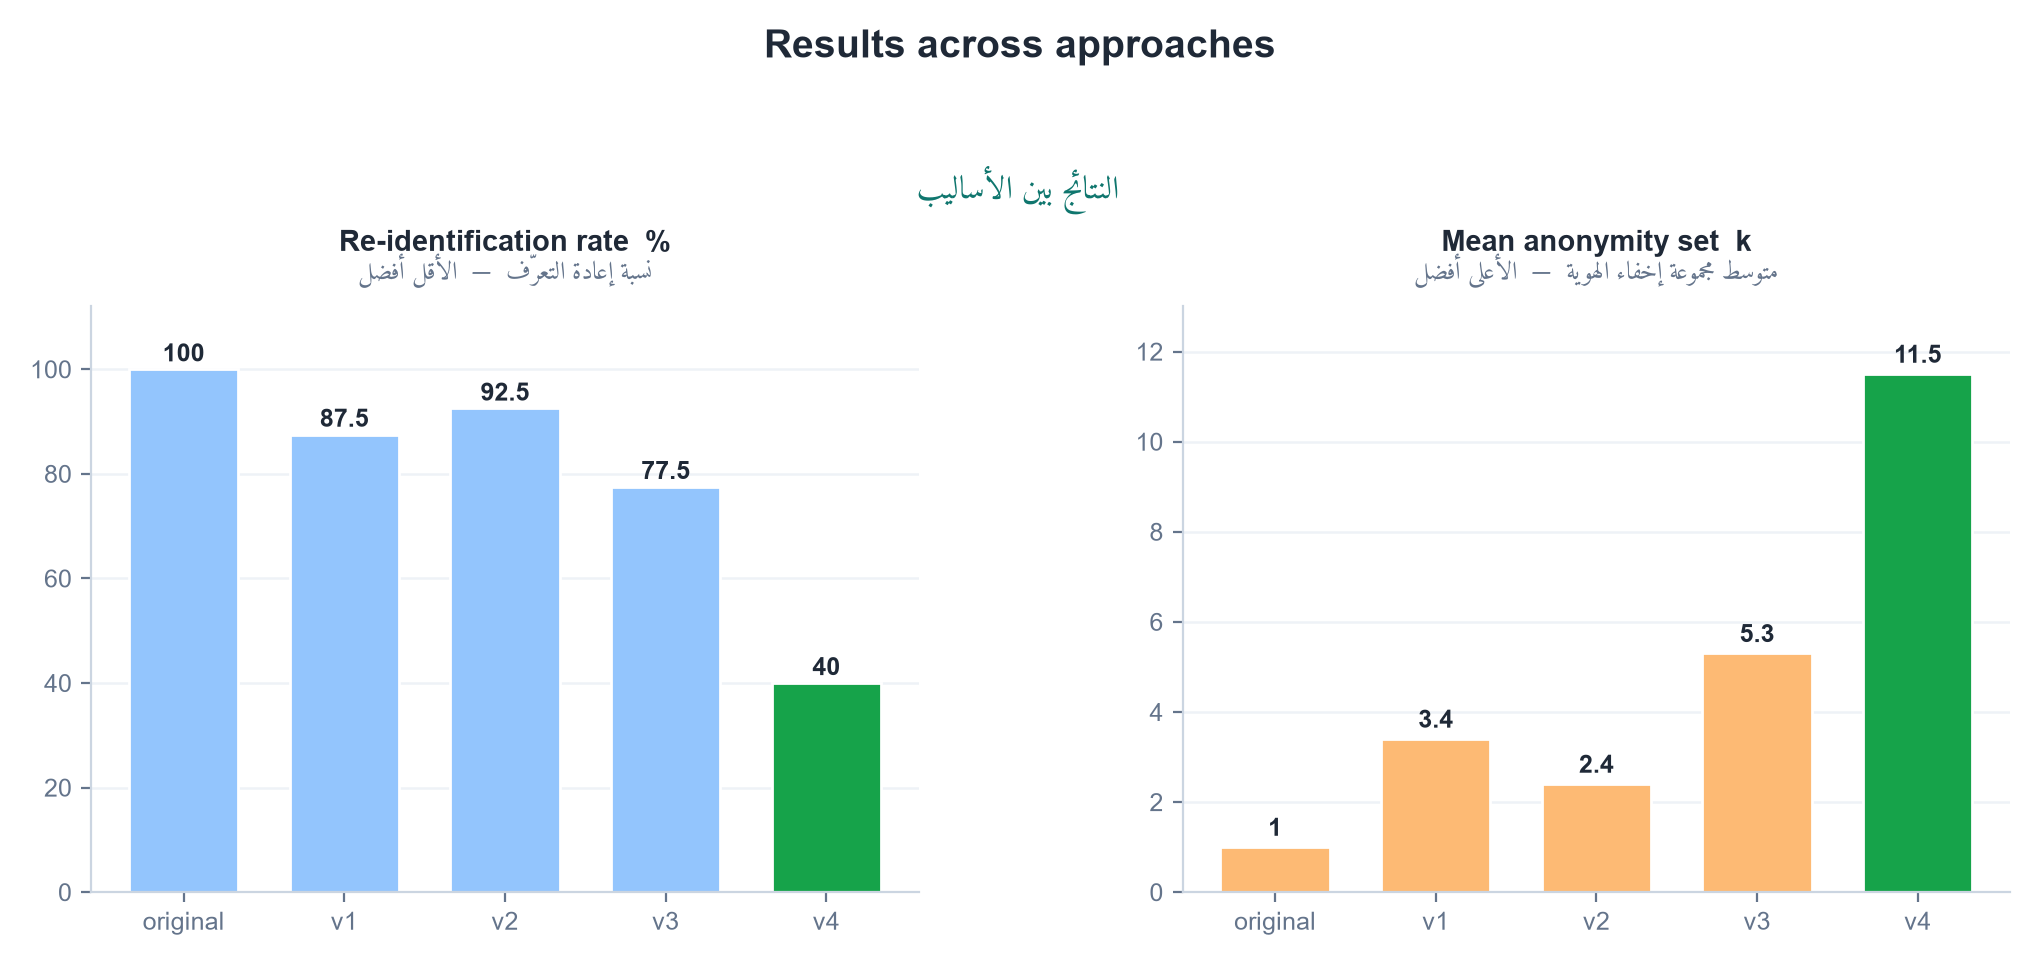 Results across approaches
النتائج بين الأساليب
Re-identification rate %
نسبة إعادة التعرّف — الأقل أفضل
100
87.5
92.5
77.5
40
100
80
60
40
20
0
original v1 v2 v3 v4
Mean anonymity set k
متوسط مجموعة إخفاء الهوية — الأعلى أفضل
1
3.4
2.4
5.3
11.5
12
10
8
6
4
2
0
original v1 v2 v3 v4